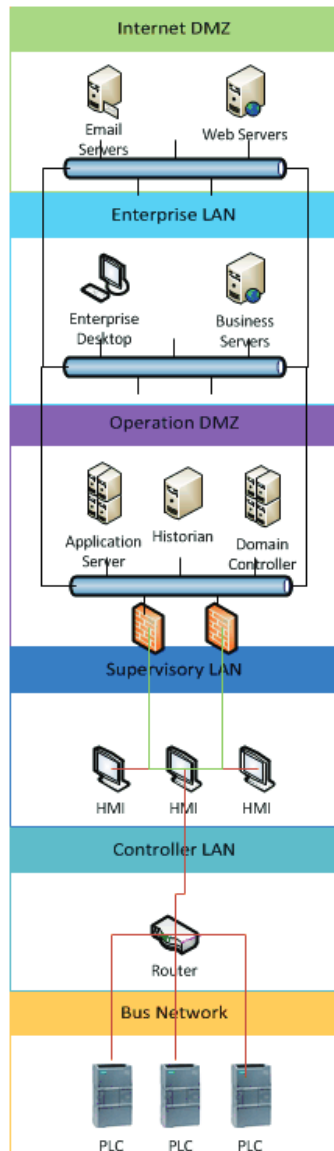 Internet DMZ
Email
Servers
Web Servers
Enterprise LAN
Enterprise
Desktop
Business
Servers
Operation DMZ
Application
Server
Historian
Domain
Controller
Supervisory LAN
HMI
HMI
HMI
Controller LAN
Router
Bus Network
PLC
PLC
PLC